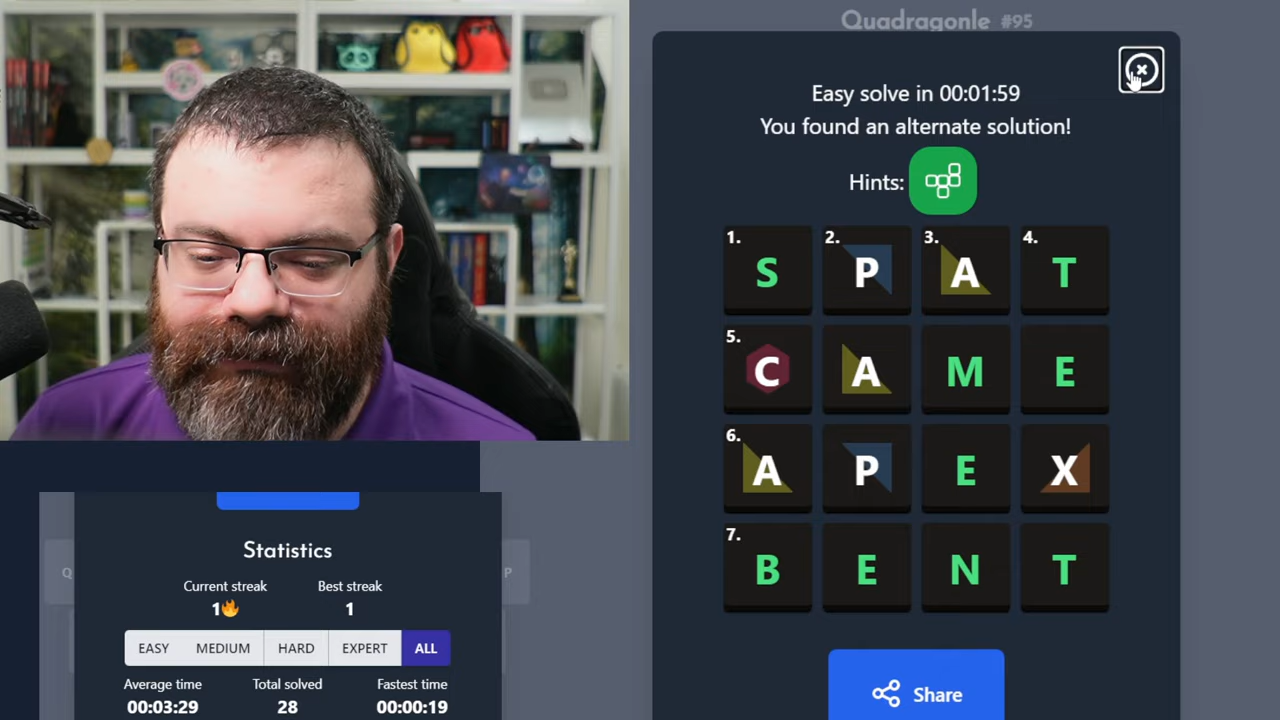 Quadragonle #95
Easy solve in 00:01:59
You found an alternate solution!
Hints:
1. 2. 3. 4.
S P A T
5.
C A M E
6.
A P E X
7.
B E N T
Share
Statistics
Q P
Current streak Best streak
1🔥 1
EASY MEDIUM HARD EXPERT ALL
Average time Total solved Fastest time
00:03:29 28 00:00:19